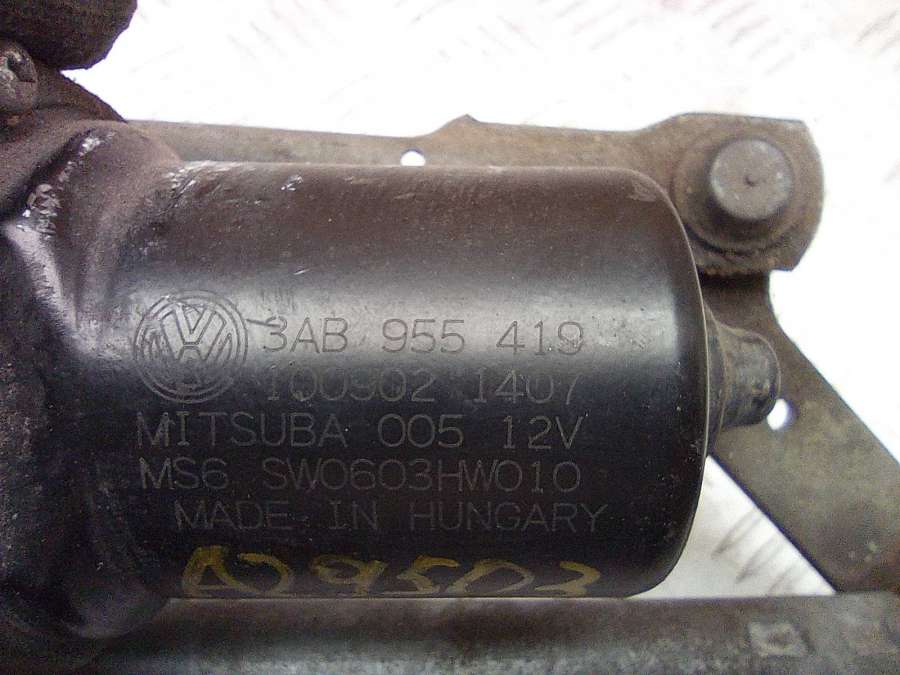 3AB 955 419
100902 1407
MITSUBA 005 12V
MS6 SW0603HW010
MADE IN HUNGARY